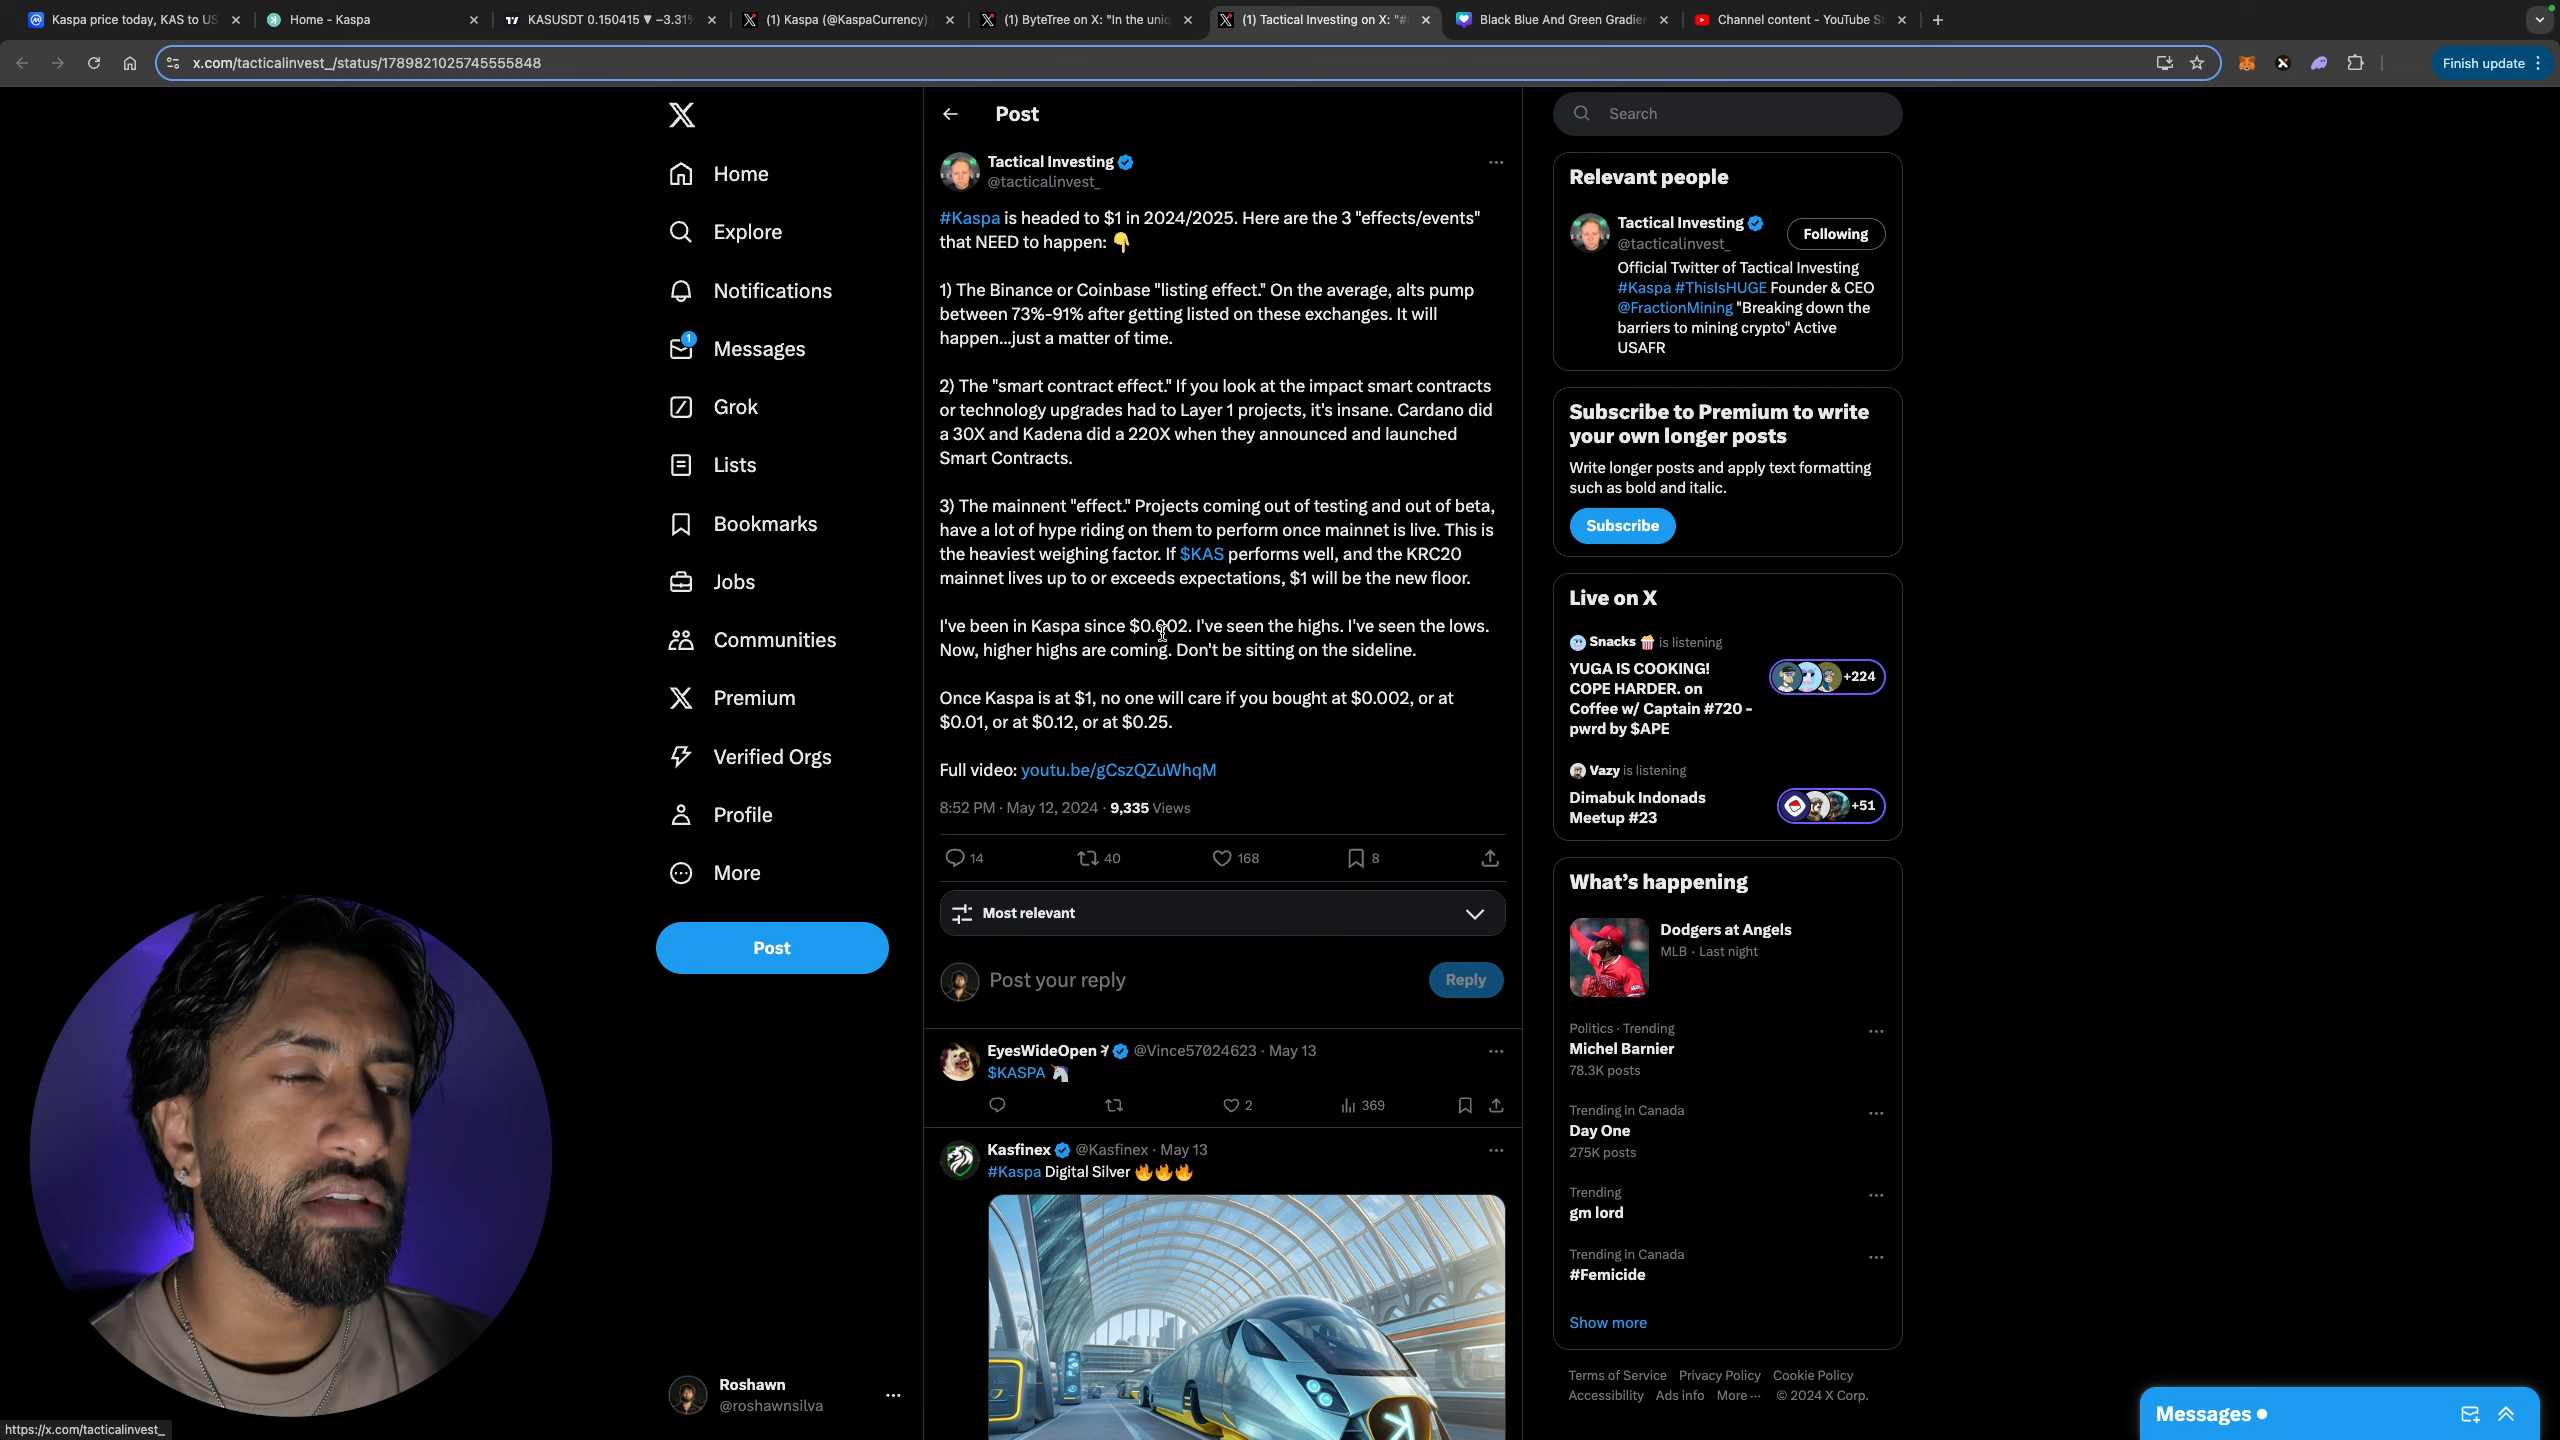 Kaspa price today, KAS to US
Home - Kaspa
KASUSDT 0.150415 ▼ −3.31%
(1) Kaspa (@KaspaCurrency)
(1) ByteTree on X: "In the uniq
(1) Tactical Investing on X: "#
Black Blue And Green Gradien
Channel content - YouTube St
x.com/tacticalinvest_/status/1789821025745555848
Finish update
Home
Explore
Notifications
1
Messages
Grok
Lists
Bookmarks
Jobs
Communities
Premium
Verified Orgs
Profile
More
Post
Roshawn
@roshawnsilva
https://x.com/tacticalinvest_
Post
Tactical Investing
@tacticalinvest_
#Kaspa is headed to $1 in 2024/2025. Here are the 3 "effects/events"
that NEED to happen: 👇
1) The Binance or Coinbase "listing effect." On the average, alts pump
between 73%-91% after getting listed on these exchanges. It will
happen...just a matter of time.
2) The "smart contract effect." If you look at the impact smart contracts
or technology upgrades had to Layer 1 projects, it's insane. Cardano did
a 30X and Kadena did a 220X when they announced and launched
Smart Contracts.
3) The mainnent "effect." Projects coming out of testing and out of beta,
have a lot of hype riding on them to perform once mainnet is live. This is
the heaviest weighing factor. If $KAS performs well, and the KRC20
mainnet lives up to or exceeds expectations, $1 will be the new floor.
I've been in Kaspa since $0.002. I've seen the highs. I've seen the lows.
Now, higher highs are coming. Don't be sitting on the sideline.
Once Kaspa is at $1, no one will care if you bought at $0.002, or at
$0.01, or at $0.12, or at $0.25.
Full video: youtu.be/gCszQZuWhqM
8:52 PM · May 12, 2024 · 9,335 Views
14 40 168 8
Most relevant
Post your reply
Reply
EyesWideOpen @Vince57024623 · May 13
$KASPA 🦄
2 369
Kasfinex @Kasfinex · May 13
#Kaspa Digital Silver 🔥🔥🔥
Search
Relevant people
Tactical Investing
@tacticalinvest_
Following
Official Twitter of Tactical Investing
#Kaspa #ThisIsHUGE Founder & CEO
@FractionMining "Breaking down the
barriers to mining crypto" Active
USAFR
Subscribe to Premium to write
your own longer posts
Write longer posts and apply text formatting
such as bold and italic.
Subscribe
Live on X
Snacks 🍿 is listening
YUGA IS COOKING!
COPE HARDER. on
Coffee w/ Captain #720 -
pwrd by $APE
+224
Vazy is listening
Dimabuk Indonads
Meetup #23
+51
What's happening
Dodgers at Angels
MLB · Last night
Politics · Trending
Michel Barnier
78.3K posts
Trending in Canada
Day One
275K posts
Trending
gm lord
Trending in Canada
#Femicide
Show more
Terms of Service Privacy Policy Cookie Policy
Accessibility Ads info More ··· © 2024 X Corp.
Messages